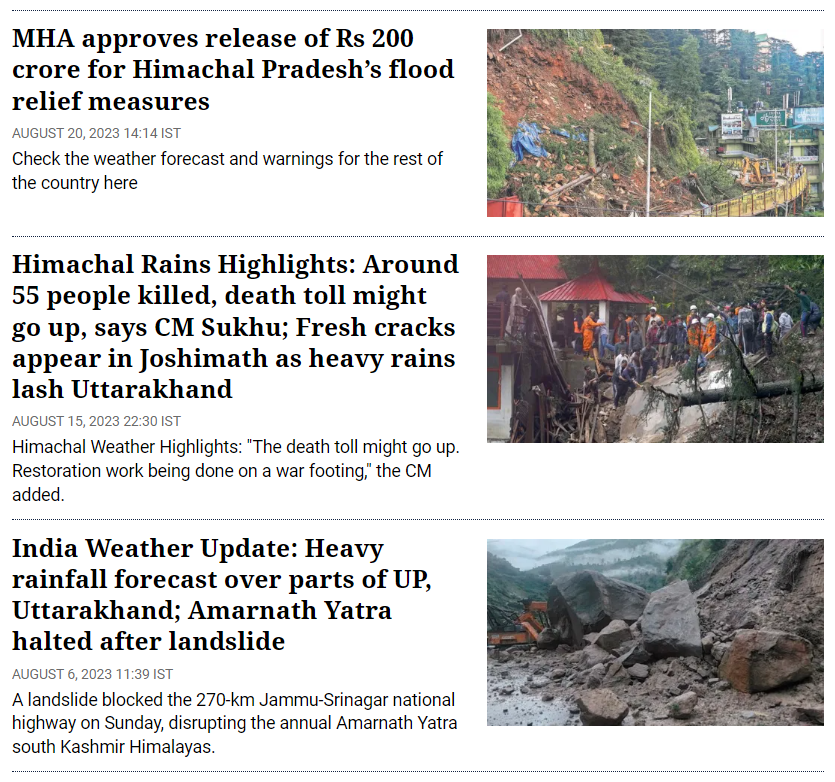 MHA approves release of Rs 200
crore for Himachal Pradesh’s flood
relief measures
AUGUST 20, 2023 14:14 IST
Check the weather forecast and warnings for the rest of
the country here
Himachal Rains Highlights: Around
55 people killed, death toll might
go up, says CM Sukhu; Fresh cracks
appear in Joshimath as heavy rains
lash Uttarakhand
AUGUST 15, 2023 22:30 IST
Himachal Weather Highlights: "The death toll might go up.
Restoration work being done on a war footing," the CM
added.
India Weather Update: Heavy
rainfall forecast over parts of UP,
Uttarakhand; Amarnath Yatra
halted after landslide
AUGUST 6, 2023 11:39 IST
A landslide blocked the 270-km Jammu-Srinagar national
highway on Sunday, disrupting the annual Amarnath Yatra
south Kashmir Himalayas.